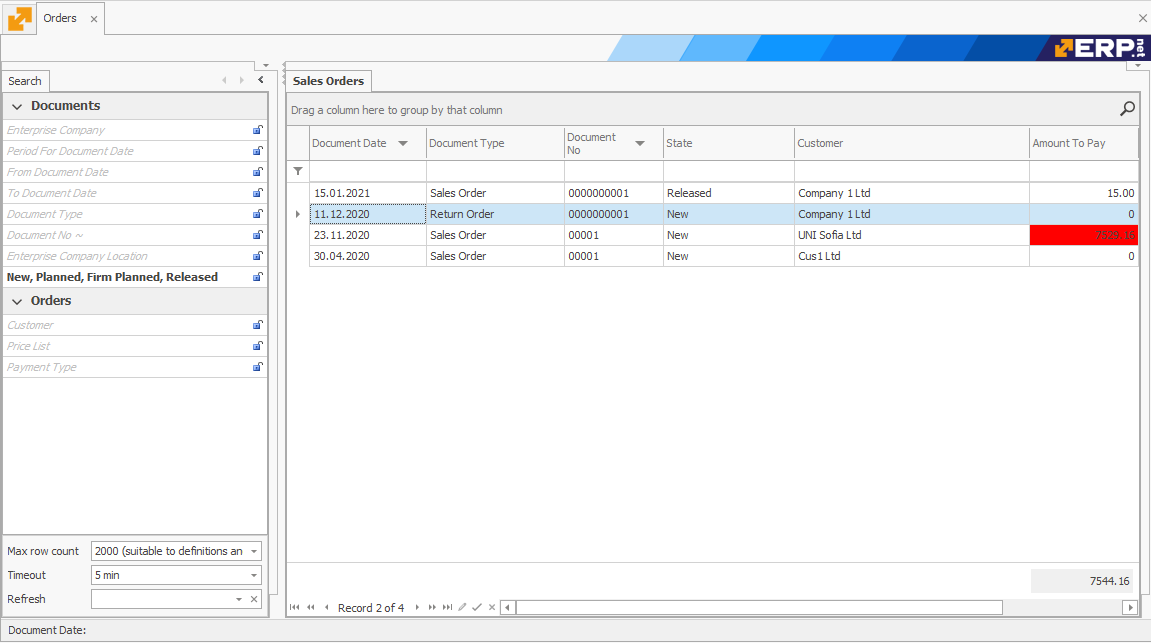 Orders
ERP.net
Search
Sales Orders
Documents
Drag a column here to group by that column
Enterprise Company
Period For Document Date
From Document Date
To Document Date
Document Type
Document No ~
Enterprise Company Location
New, Planned, Firm Planned, Released
Orders
Customer
Price List
Payment Type
Document Date Document Type Document No State Customer Amount To Pay
15.01.2021 Sales Order 0000000001 Released Company 1 Ltd 15.00
11.12.2020 Return Order 0000000001 New Company 1 Ltd 0
23.11.2020 Sales Order 00001 New UNI Sofia Ltd 7529.16
30.04.2020 Sales Order 00001 New Cus1 Ltd 0
Max row count 2000 (suitable to definitions an
Timeout 5 min
Refresh
7544.16
Record 2 of 4
Document Date: